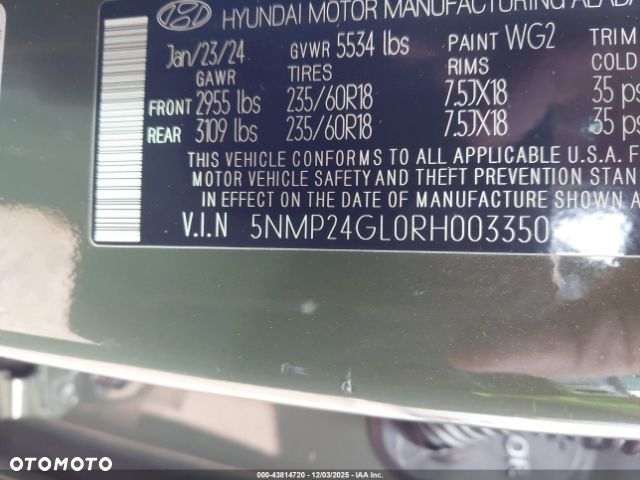 HYUNDAI MOTOR MANUFACTURING ALABA
Jan/23/24 GVWR 5534 lbs PAINT WG2 TRIM
GAWR TIRES RIMS COLD
FRONT 2955 lbs 235/60R18 7.5JX18 35 ps
REAR 3109 lbs 235/60R18 7.5JX18 35 ps
THIS VEHICLE CONFORMS TO ALL APPLICABLE U.S.A. F
MOTOR VEHICLE SAFETY AND THEFT PREVENTION STAN
IN EFFECT ON THE DATE OF MANUFACTURE SHOWN A
V.I.N 5NMP24GL0RH003350
OTOMOTO
00-43814720 | 12/03/2025 - IAA Inc.
OTOMOTO